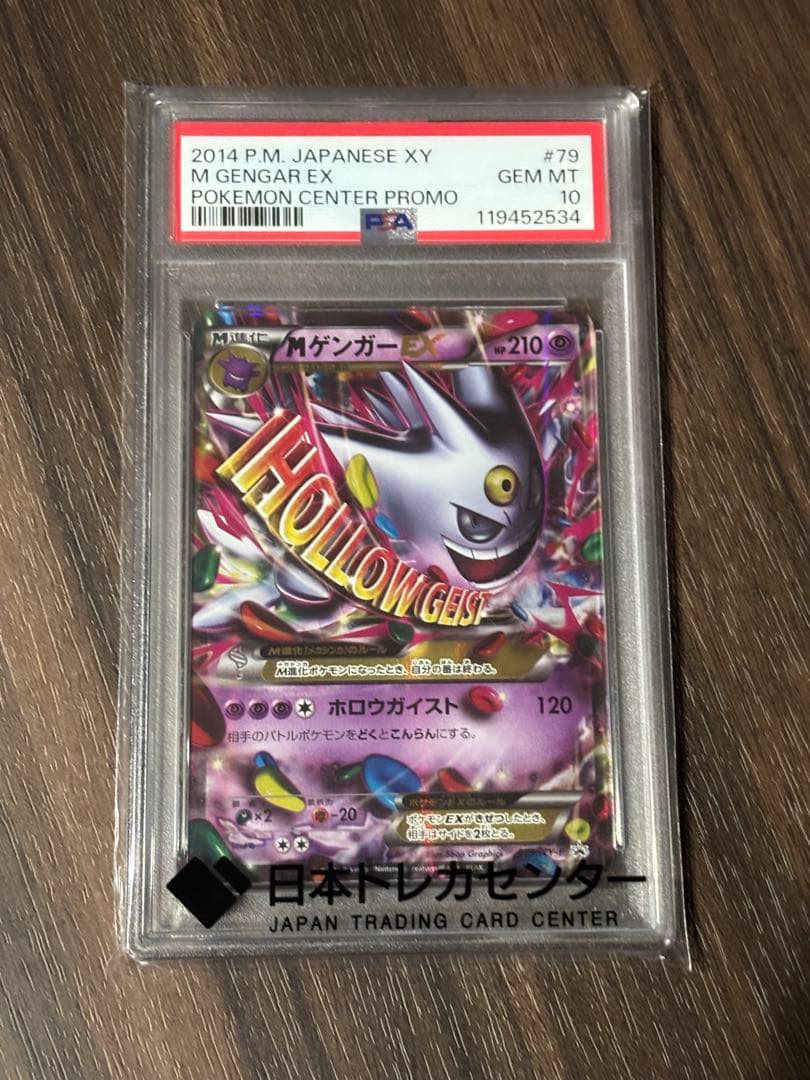 2014 P.M. JAPANESE XY #79
M GENGAR EX GEM MT
POKEMON CENTER PROMO 10
PSA 119452534
M進化
MゲンガーEX HP210
HOLLOW GEIST
M進化[メガシンカ]のルール
M進化ポケモンになったとき、自分の番は終わる。
ホロウガイスト 120
相手のバトルポケモンをどくとこんらんにする。
×2 -20
ポケモンEXのルール
ポケモンEXがきぜつしたとき、
相手はサイドを2枚とる。
5ban Graphics
日本トレカセンター
JAPAN TRADING CARD CENTER